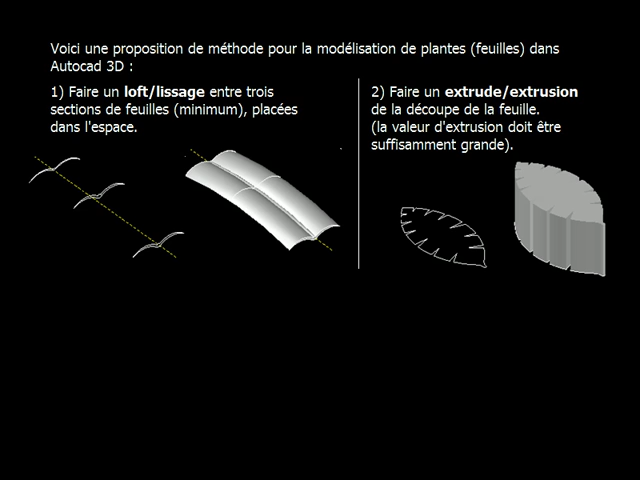 Voici une proposition de méthode pour la modélisation de plantes (feuilles) dans
Autocad 3D :
1) Faire un loft/lissage entre trois
sections de feuilles (minimum), placées
dans l'espace.
2) Faire un extrude/extrusion
de la découpe de la feuille.
(la valeur d'extrusion doit être
suffisamment grande).